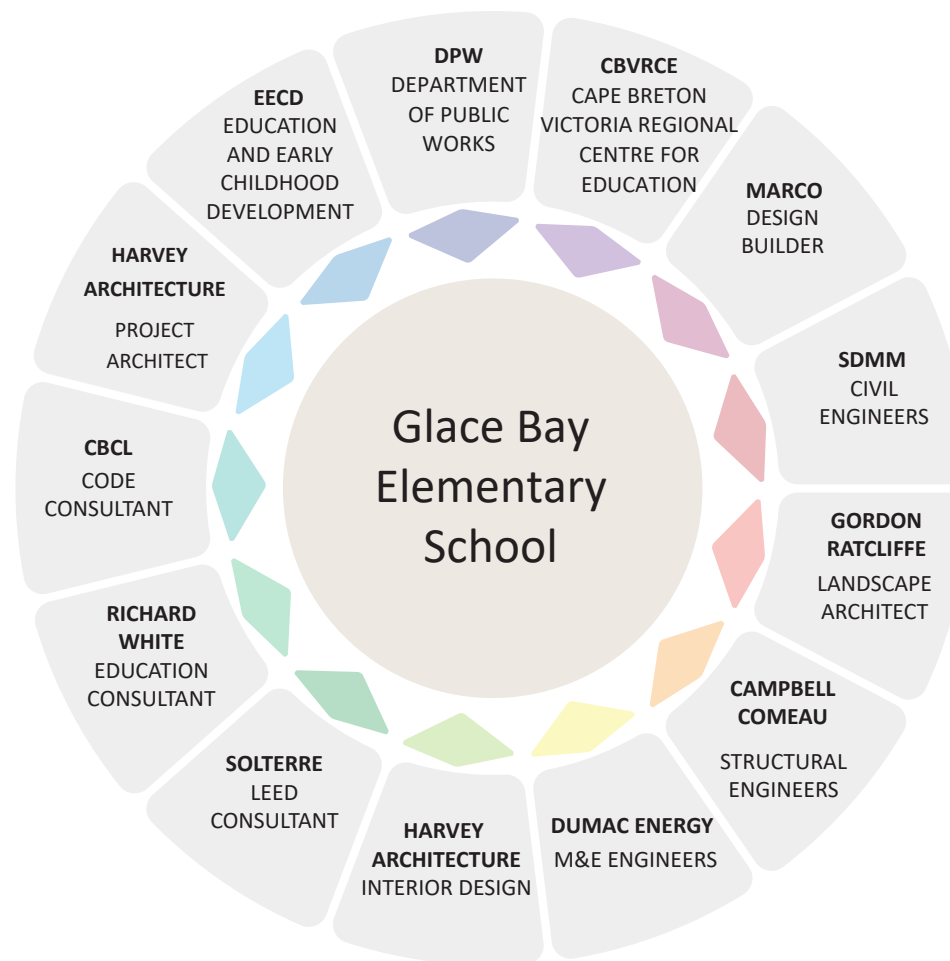 DPW
DEPARTMENT
OF PUBLIC
WORKS
CBVRCE
CAPE BRETON
VICTORIA REGIONAL
CENTRE FOR
EDUCATION
MARCO
DESIGN
BUILDER
SDMM
CIVIL
ENGINEERS
GORDON
RATCLIFFE
LANDSCAPE
ARCHITECT
CAMPBELL
COMEAU
STRUCTURAL
ENGINEERS
DUMAC ENERGY
M&E ENGINEERS
HARVEY
ARCHITECTURE
INTERIOR DESIGN
SOLTERRE
LEED
CONSULTANT
RICHARD
WHITE
EDUCATION
CONSULTANT
CBCL
CODE
CONSULTANT
HARVEY
ARCHITECTURE
PROJECT
ARCHITECT
EECD
EDUCATION
AND EARLY
CHILDHOOD
DEVELOPMENT
Glace Bay
Elementary
School